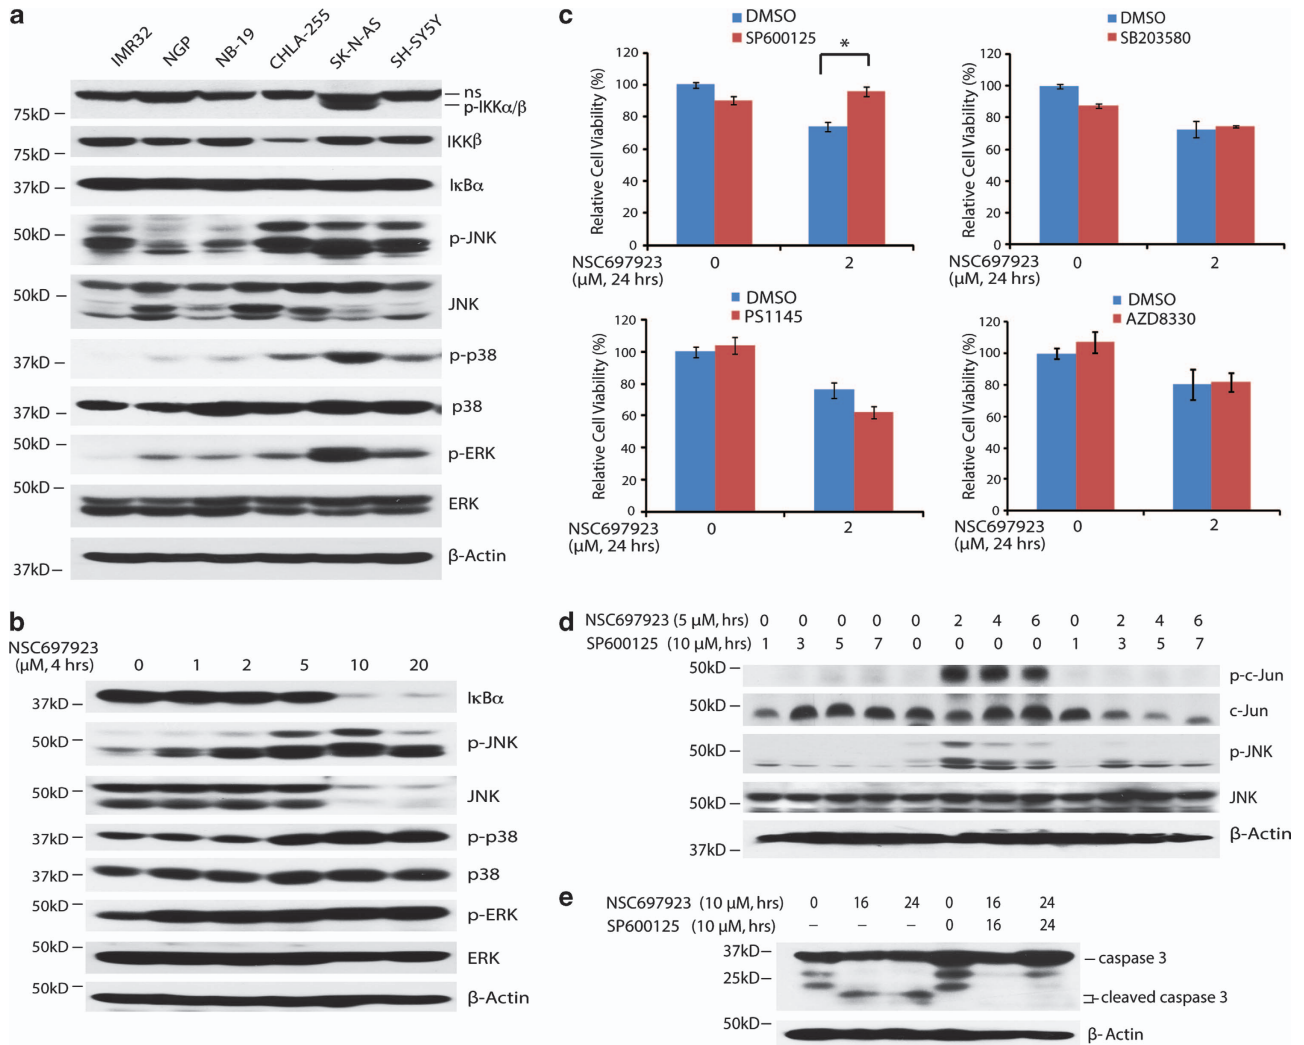 a
IMR32 NGP NB-19 CHLA-255 SK-N-AS SH-SY5Y
ns
p-IKKα/β
75kD
IKKβ
75kD
37kD IκBα
50kD p-JNK
50kD JNK
37kD p-p38
37kD p38
50kD p-ERK
50kD ERK
37kD β-Actin
b
NSC697923
(μM, 4 hrs) 0 1 2 5 10 20
37kD IκBα
50kD p-JNK
50kD JNK
37kD p-p38
37kD p38
50kD p-ERK
50kD ERK
50kD β-Actin
c
DMSO
SP600125
Relative Cell Viability (%)
120
100
80
60
40
20
0
*
NSC697923 0 2
(μM, 24 hrs)
DMSO
SB203580
Relative Cell Viability (%)
120
100
80
60
40
20
0
NSC697923 0 2
(μM, 24 hrs)
DMSO
PS1145
Relative Cell Viability (%)
120
100
80
60
40
20
0
NSC697923 0 2
(μM, 24 hrs)
DMSO
AZD8330
Relative Cell Viability (%)
120
100
80
60
40
20
0
NSC697923 0 2
(μM, 24 hrs)
d
NSC697923 (5 μM, hrs) 0 0 0 0 0 2 4 6 0 2 4 6
SP600125 (10 μM, hrs) 1 3 5 7 0 0 0 0 1 3 5 7
50kD p-c-Jun
50kD c-Jun
50kD p-JNK
50kD JNK
37kD β-Actin
e
NSC697923 (10 μM, hrs) 0 16 24 0 16 24
SP600125 (10 μM, hrs) – – – 0 16 24
37kD caspase 3
25kD
cleaved caspase 3
50kD
β- Actin